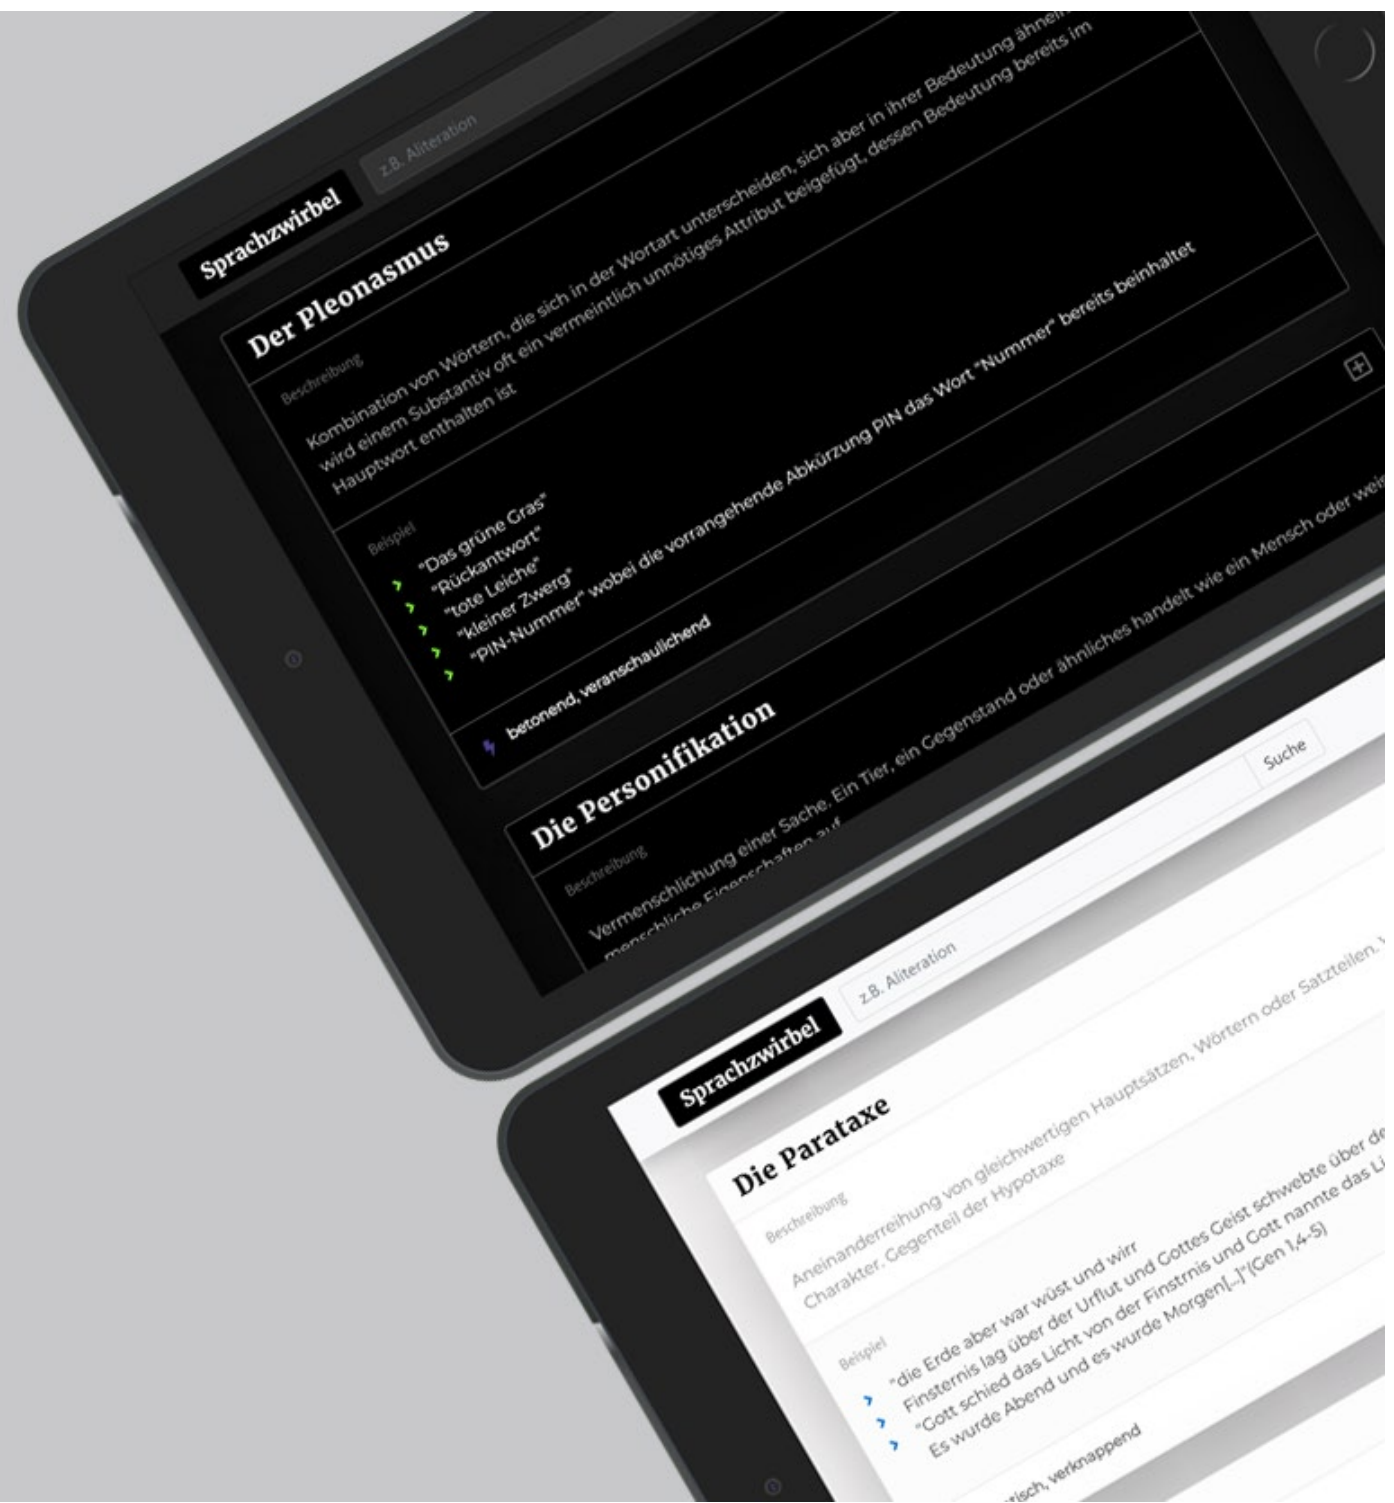 Sprachzwirbel
z.B. Aliteration
Der Pleonasmus
Beschreibung
Kombination von Wörtern, die sich in der Wortart unterscheiden, sich aber in ihrer Bedeutung ähneln
wird einem Substantiv oft ein vermeintlich unnötiges Attribut beigefügt, dessen Bedeutung bereits im
Hauptwort enthalten ist
Beispiel
"Das grüne Gras"
"Rückantwort"
"tote Leiche"
"kleiner Zwerg"
"PIN-Nummer" wobei die vorrangehende Abkürzung PIN das Wort "Nummer" bereits beinhaltet
betonend, veranschaulichend
Die Personifikation
Beschreibung
Vermenschlichung einer Sache. Ein Tier, ein Gegenstand oder ähnliches handelt wie ein Mensch oder weis
menschliche Eigenschaften auf
Sprachzwirbel
z.B. Aliteration
Suche
Die Parataxe
Beschreibung
Aneinanderreihung von gleichwertigen Hauptsätzen, Wörtern oder Satzteilen.
Charakter. Gegenteil der Hypotaxe
Beispiel
"die Erde aber war wüst und wirr
Finsternis lag über der Urflut und Gottes Geist schwebte über de
"Gott schied das Licht von der Finstrnis und Gott nannte das Li
Es wurde Abend und es wurde Morgen[...]"(Gen 1,4-5)
tisch, verknappend